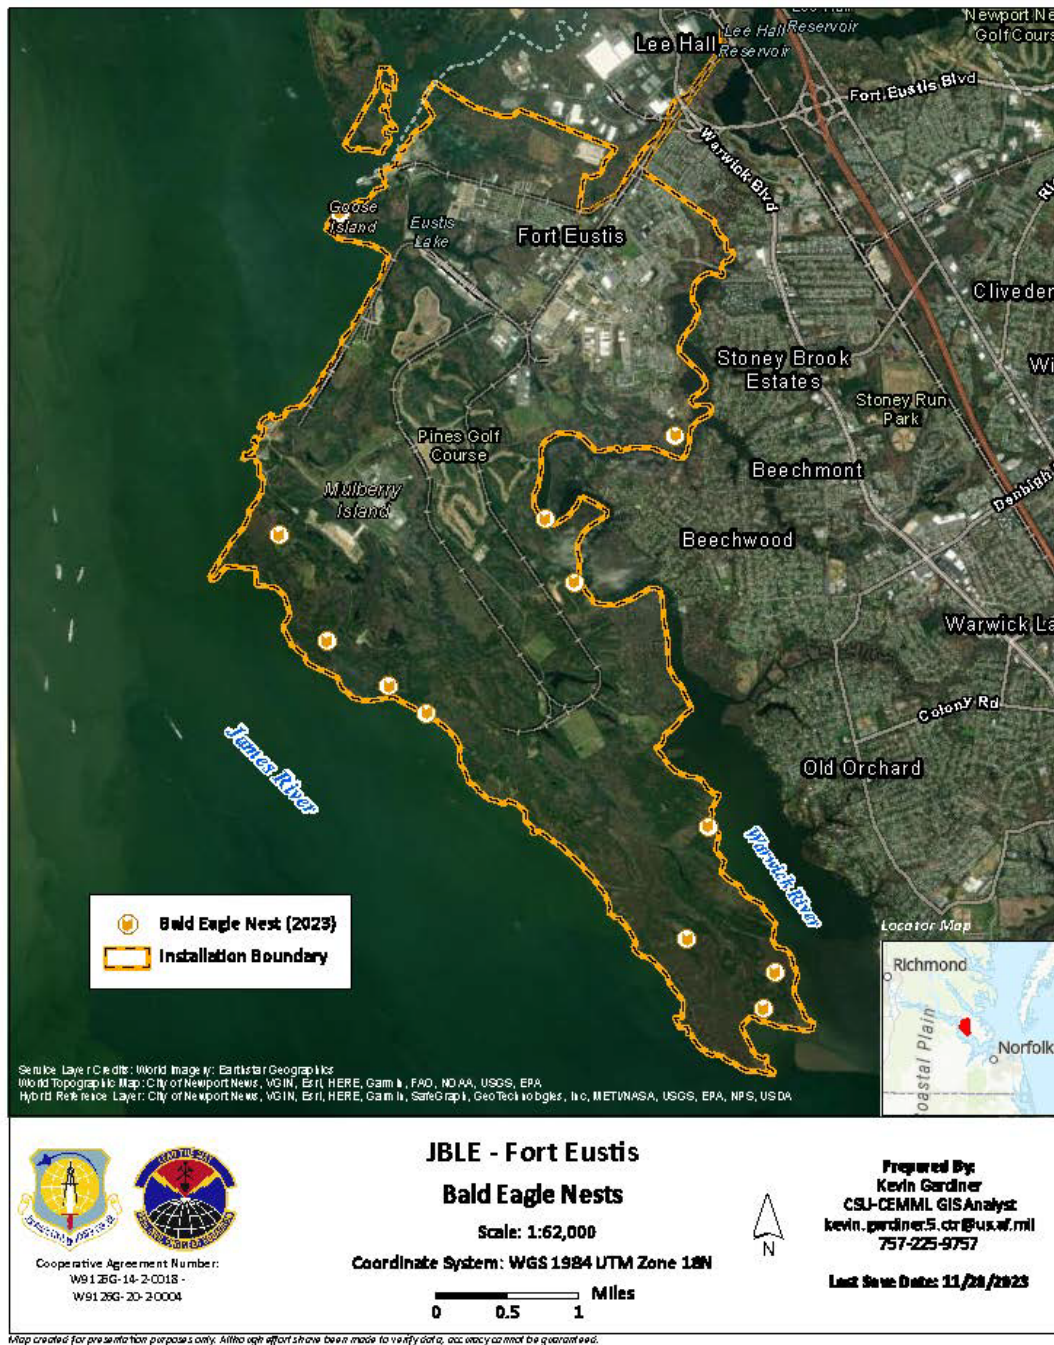 Newport Ne
Golf Cours
Lee Hall
Reservoir
Lee Hall
Lee Hall
Reservoir
Fort Eustis Blvd
Warwick Blvd
Goose
Island
Eustis
Lake
Fort Eustis
Cliveden
Stoney Brook
Estates
Wi
Stoney Run
Park
Pines Golf
Course
Beechmont
Denbigh
Mulberry
Island
Beechwood
Warwick La
Colony Rd
James River
Old Orchard
Warwick River
Bald Eagle Nest (2023)
Installation Boundary
Locator Map
Richmond
Coastal Plain
Norfolk
Service Layer Credits: World Imagery: Earthstar Geographics
World Topographic Map: City of Newport News, VGIN, Esri, HERE, Garmin, FAO, NOAA, USGS, EPA
Hybrid Reference Layer: City of Newport News, VGIN, Esri, HERE, Garmin, SafeGraph, GeoTechnologies, Inc, METI/NASA, USGS, EPA, NPS, USDA
Cooperative Agreement Number:
W9126G-14-2-0018 -
W9126G-20-2-0004
JBLE - Fort Eustis
Bald Eagle Nests
Scale: 1:62,000
Coordinate System: WGS 1984 UTM Zone 18N
Miles
0 0.5 1
N
Prepared By:
Kevin Gardiner
CSU-CEMML GIS Analyst
kevin.gardiner.5.ctr@us.af.mil
757-225-9757
Last Save Date: 11/28/2023
Map created for presentation purposes only. Although efforts have been made to verify data, accuracy cannot be guaranteed.